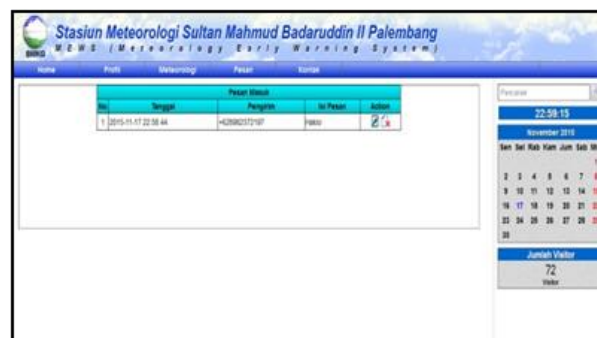 Stasiun Meteorologi Sultan Mahmud Badaruddin II Palembang
BMKG
M E W S ( M e t e o r o l o g y E a r l y W a r n i n g S y s t e m )
Home Profil Meteorologi Pesan Kontak
Pesan Masuk
No Tanggal Pengirim Isi Pesan Action
1 2015-11-17 22:58:44
Pencarian
22:59:15
November 2015
Sen Sel Rab Kam Jum Sab
2 3 4 5 6 7
9 10 11 12 13 14
16 17 18 19 20 21
23 24 25 26 27 28
30
Jumlah Visitor
72
Visitor